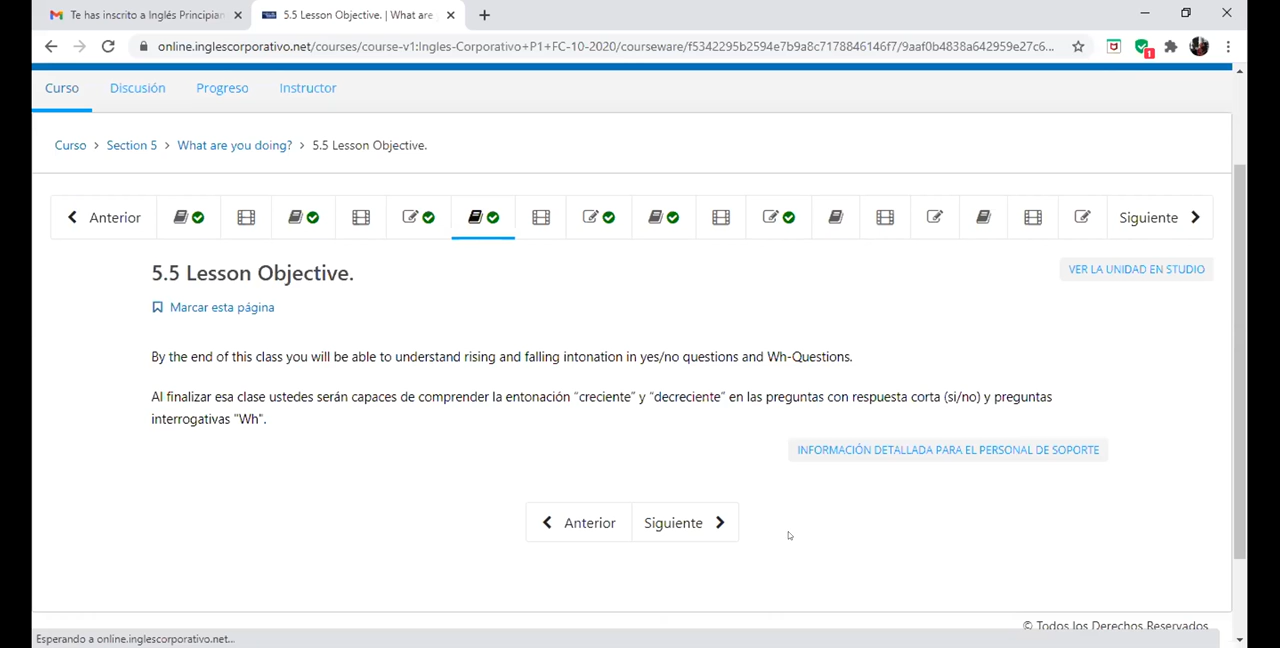 Te has inscrito a Inglés Principian
5.5 Lesson Objective. | What are
online.inglescorporativo.net/courses/course-v1:Ingles-Corporativo+P1+FC-10-2020/courseware/f5342295b2594e7b9a8c7178846146f7/9aaf0b4838a642959e27c6...
Curso Discusión Progreso Instructor
Curso > Section 5 > What are you doing? > 5.5 Lesson Objective.
Anterior Siguiente
5.5 Lesson Objective.
VER LA UNIDAD EN STUDIO
Marcar esta página
By the end of this class you will be able to understand rising and falling intonation in yes/no questions and Wh-Questions.
Al finalizar esa clase ustedes serán capaces de comprender la entonación “creciente” y “decreciente” en las preguntas con respuesta corta (si/no) y preguntas
interrogativas "Wh".
INFORMACIÓN DETALLADA PARA EL PERSONAL DE SOPORTE
Anterior Siguiente
© Todos los Derechos Reservados
Esperando a online.inglescorporativo.net...